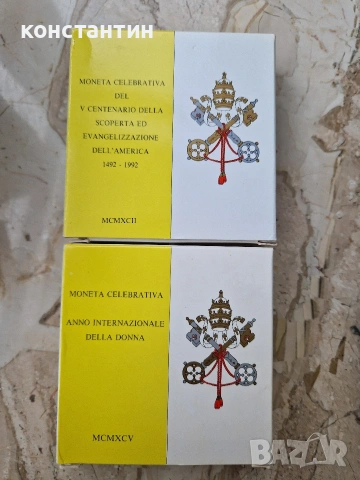 КОНСТАНТИН
MONETA CELEBRATIVA
DEL
V CENTENARIO DELLA
SCOPERTA ED
EVANGELIZZAZIONE
DELL'AMERICA
1492 - 1992
MCMXCII
MONETA CELEBRATIVA
ANNO INTERNAZIONALE
DELLA DONNA
MCMXCV
BAZAR